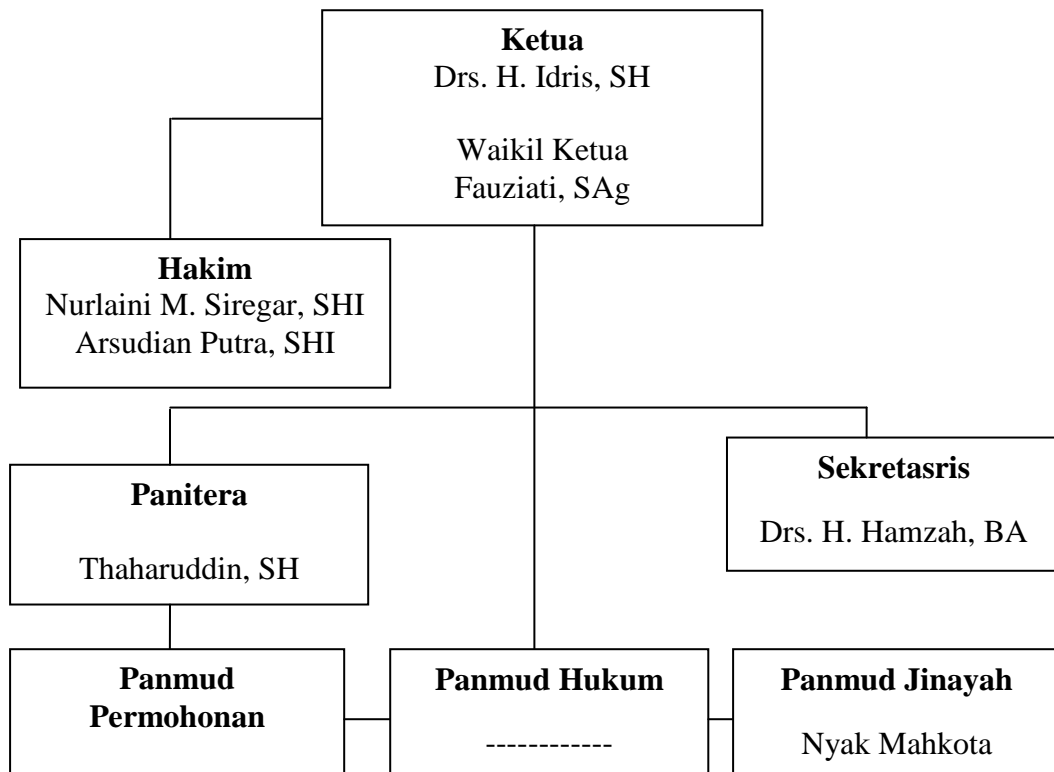 Ketua
Drs. H. Idris, SH
Waikil Ketua
Fauziati, SAg
Hakim
Nurlaini M. Siregar, SHI
Arsudian Putra, SHI
Panitera
Thaharuddin, SH
Sekretasris
Drs. H. Hamzah, BA
Panmud
Permohonan
Panmud Hukum
------------
Panmud Jinayah
Nyak Mahkota